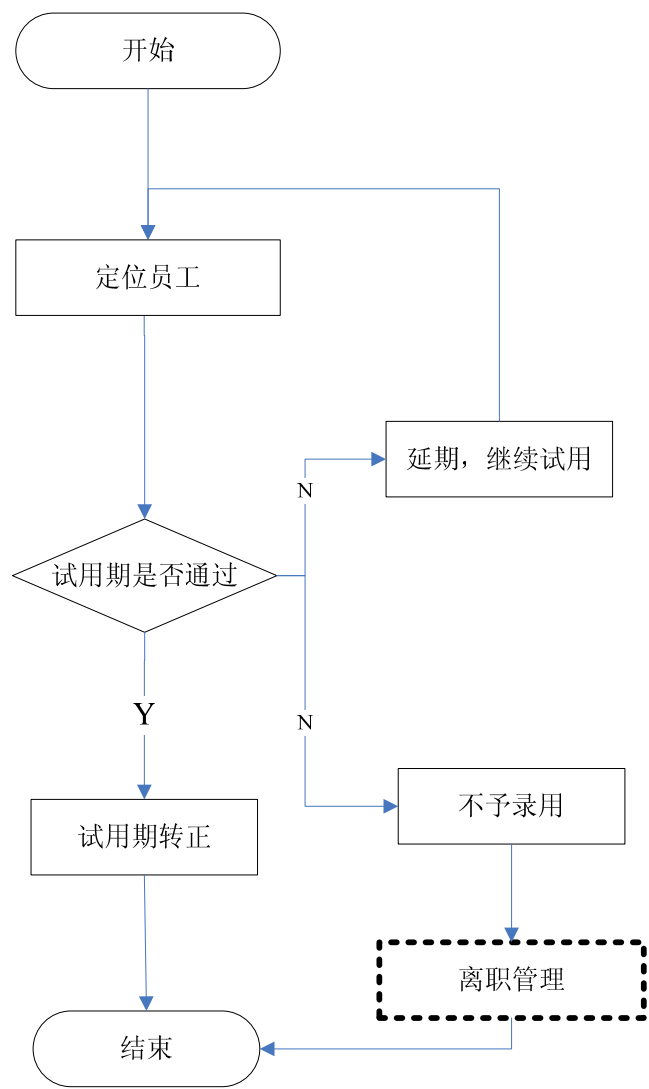 开始
定位员工
延期，继续试用
N
试用期是否通过
Y
N
不予录用
试用期转正
离职管理
结束